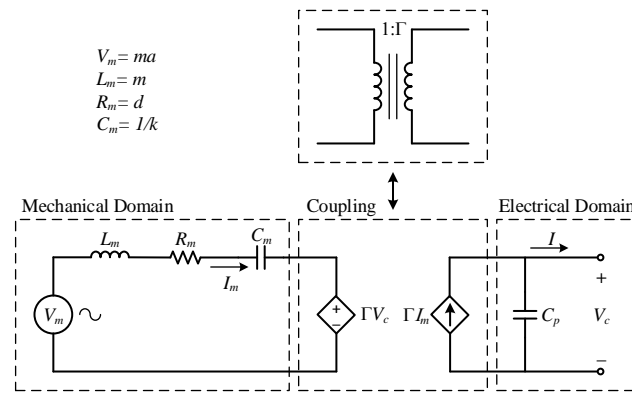 1:Γ
Vm= ma
Lm= m
Rm= d
Cm= 1/k
Mechanical Domain
Coupling
Electrical Domain
Lm
Rm
Cm
I
Im
+
Vm
+
−
ΓVc
ΓIm
Cp
Vc
−